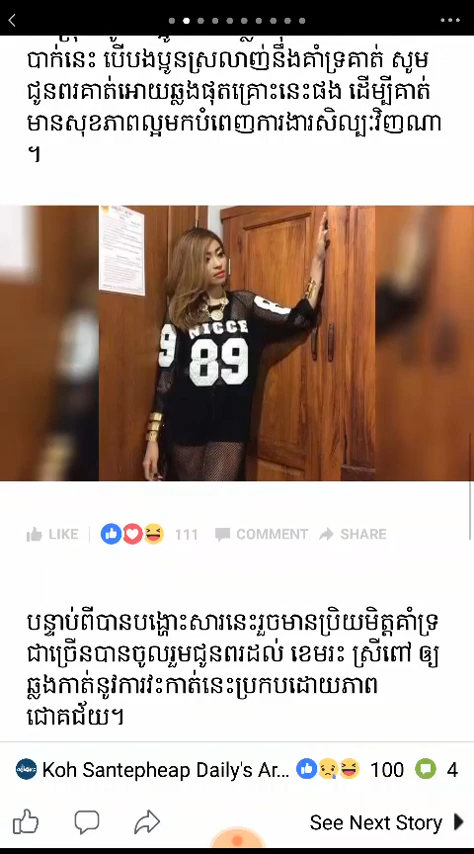 បាក់នេះ បើបងប្អូនស្រលាញ់នឹងគាំទ្រគាត់ សូម
ជូនពរគាត់អោយឆ្លងផុតគ្រោះនេះផង ដើម្បីគាត់
មានសុខភាពល្អមកបំពេញការងារសិល្បៈវិញណា
។
NICCE
89
LIKE 111 COMMENT SHARE
បន្ទាប់ពីបានបង្ហោះសារនេះរួចមានប្រិយមិត្តគាំទ្រ
ជាច្រើនបានចូលរួមជូនពរដល់ ខេមរះ ស្រីពៅ ឲ្យ
ឆ្លងកាត់នូវការវះកាត់នេះប្រកបដោយភាព
ជោគជ័យ។
Koh Santepheap Daily's Ar... 100 4
See Next Story